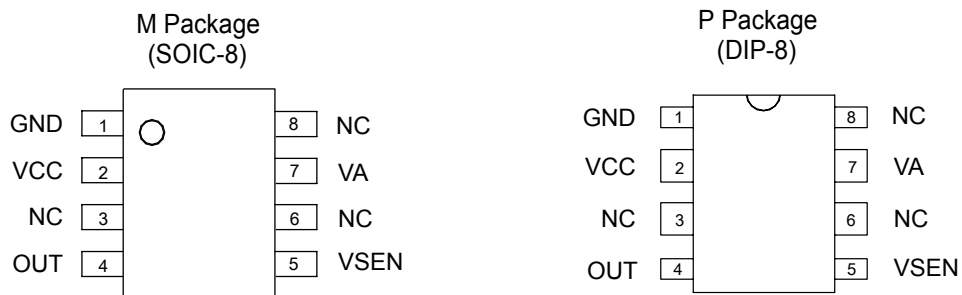 M Package
(SOIC-8)
GND 1 8 NC
VCC 2 7 VA
NC 3 6 NC
OUT 4 5 VSEN
P Package
(DIP-8)
GND 1 8 NC
VCC 2 7 VA
NC 3 6 NC
OUT 4 5 VSEN